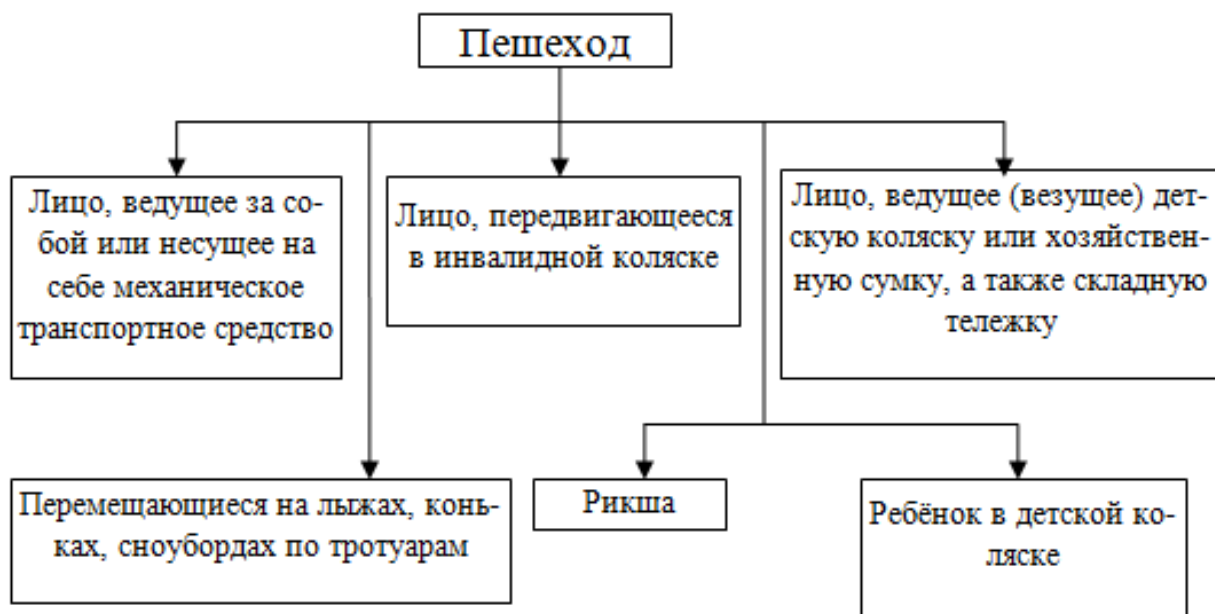 Пешеход
Лицо, ведущее за со-
бой или несущее на
себе механическое
транспортное средство
Лицо, передвигающееся
в инвалидной коляске
Лицо, ведущее (везущее) дет-
скую коляску или хозяйствен-
ную сумку, а также складную
тележку
Перемещающиеся на лыжах, конь-
ках, сноубордах по тротуарам
Рикша
Ребёнок в детской ко-
ляске